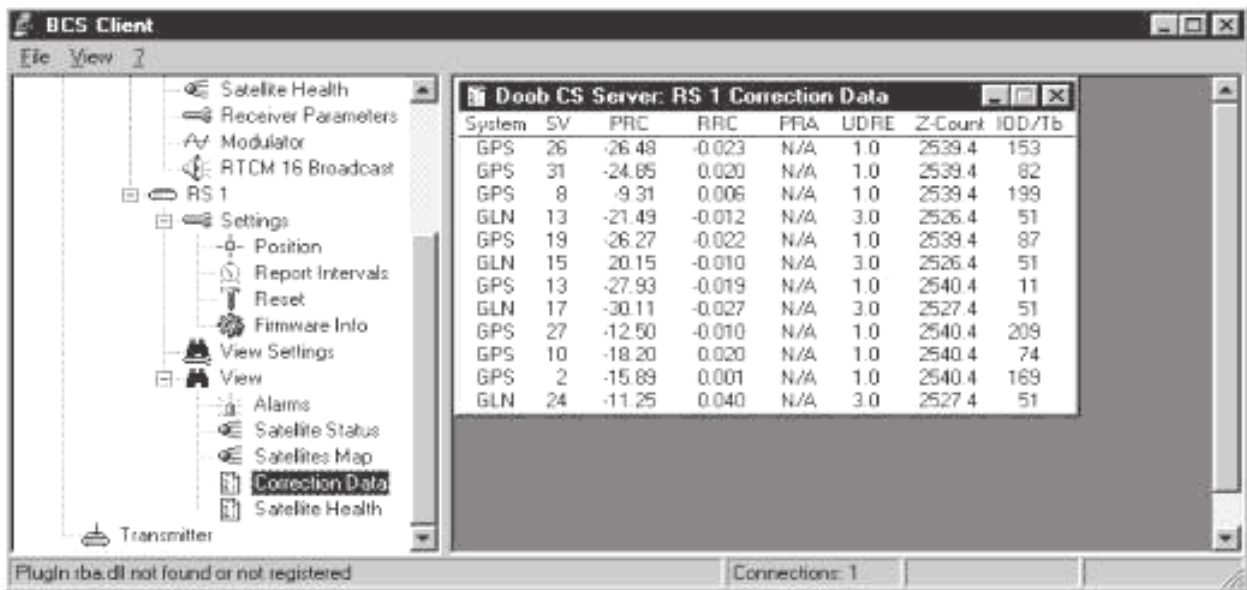 BCS Client
File View ?
Satellite Health
Receiver Parameters
Modulator
RTCM 16 Broadcast
RS 1
Settings
Position
Report Intervals
Reset
Firmware Info
View Settings
View
Alarms
Satellite Status
Satellites Map
Correction Data
Satellite Health
Transmitter
Doob CS Server: RS 1 Correction Data
System SV PRC RRC PRA UDRE Z-Count IOD/Tb
GPS 26 -26.48 -0.023 N/A 1.0 2539.4 153
GPS 31 -24.85 0.020 N/A 1.0 2539.4 82
GPS 8 -9.31 0.006 N/A 1.0 2539.4 199
GLN 13 -21.49 -0.012 N/A 3.0 2526.4 51
GPS 19 -26.27 -0.022 N/A 1.0 2539.4 87
GLN 15 20.15 -0.010 N/A 3.0 2526.4 51
GPS 13 -27.93 -0.019 N/A 1.0 2540.4 11
GLN 17 -30.11 -0.027 N/A 3.0 2527.4 51
GPS 27 -12.50 -0.010 N/A 1.0 2540.4 209
GPS 10 -18.20 0.020 N/A 1.0 2540.4 74
GPS 2 -15.89 0.001 N/A 1.0 2540.4 169
GLN 24 -11.25 0.040 N/A 3.0 2527.4 51
PlugIn rba.dll not found or not registered
Connections: 1